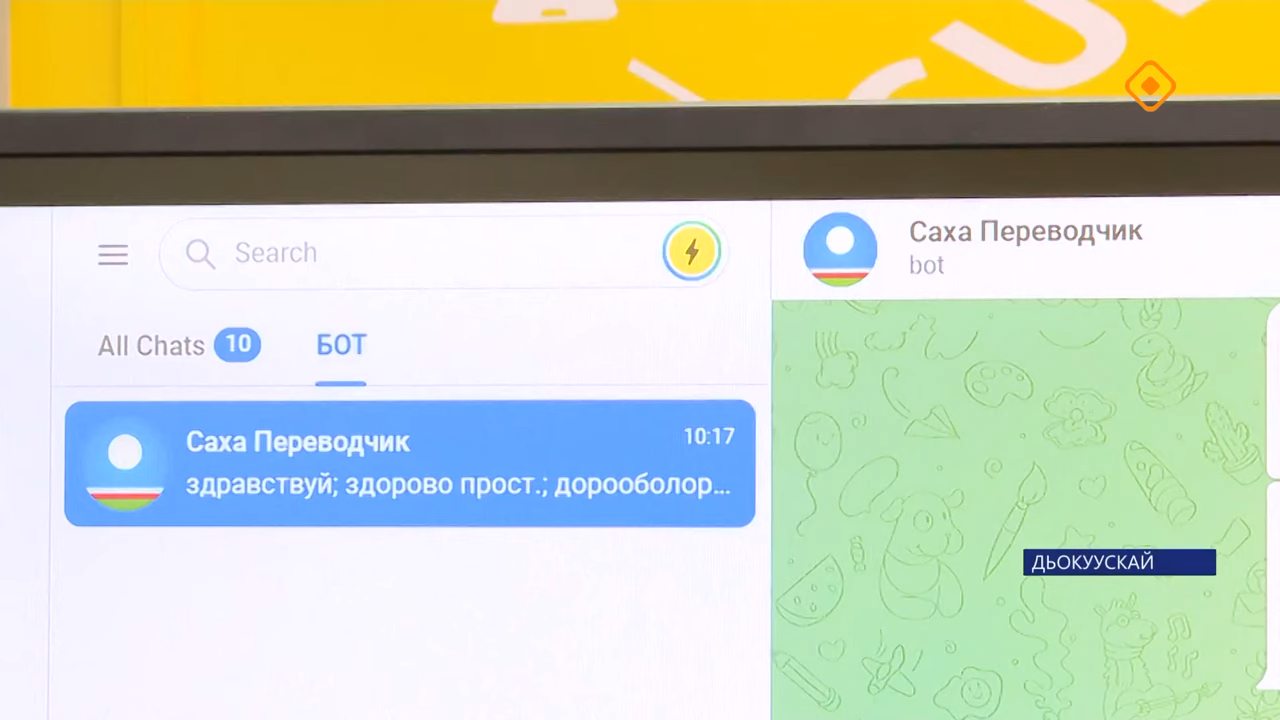 Search
Саха Переводчик
bot
All Chats 10
БОТ
Саха Переводчик
10:17
здравствуй; здорово прост.; дорооболор…
ДЬОКУУСКАЙ